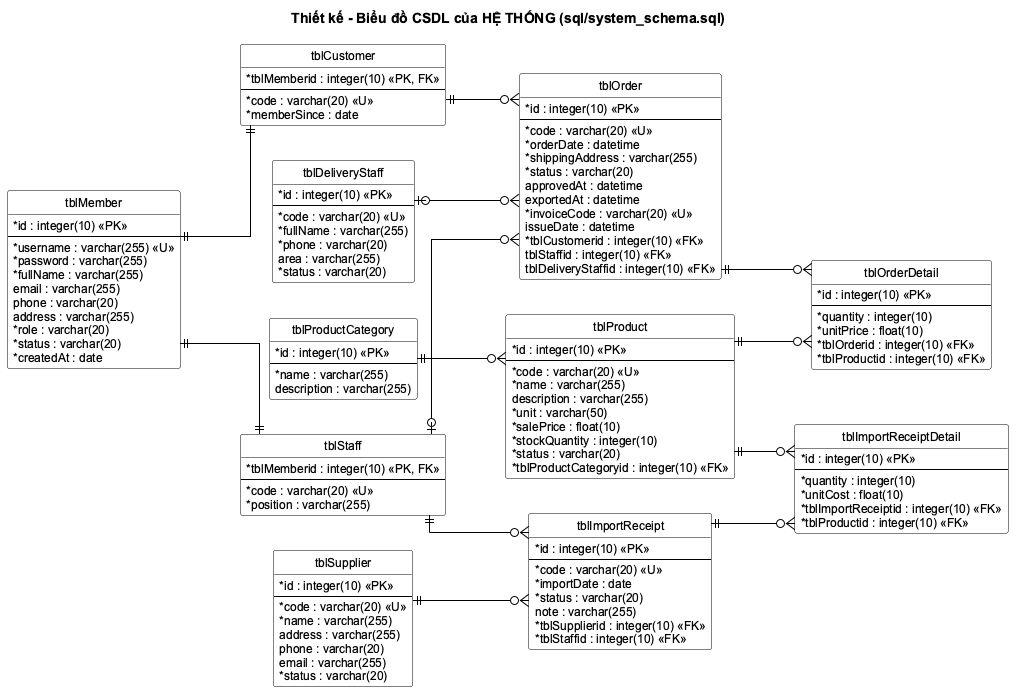 Thiết kế - Biểu đồ CSDL của HỆ THỐNG (sql/system_schema.sql)
tblCustomer
*tblMemberid : integer(10) «PK, FK»
*code : varchar(20) «U»
*memberSince : date
tblOrder
*id : integer(10) «PK»
*code : varchar(20) «U»
*orderDate : datetime
*shippingAddress : varchar(255)
*status : varchar(20)
approvedAt : datetime
exportedAt : datetime
*invoiceCode : varchar(20) «U»
issueDate : datetime
*tblCustomerid : integer(10) «FK»
tblStaffid : integer(10) «FK»
tblDeliveryStaffid : integer(10) «FK»
tblDeliveryStaff
*id : integer(10) «PK»
*code : varchar(20) «U»
*fullName : varchar(255)
*phone : varchar(20)
area : varchar(255)
*status : varchar(20)
tblMember
*id : integer(10) «PK»
*username : varchar(255) «U»
*password : varchar(255)
*fullName : varchar(255)
email : varchar(255)
phone : varchar(20)
address : varchar(255)
*role : varchar(20)
*status : varchar(20)
*createdAt : date
tblOrderDetail
*id : integer(10) «PK»
*quantity : integer(10)
*unitPrice : float(10)
*tblOrderid : integer(10) «FK»
*tblProductid : integer(10) «FK»
tblProductCategory
*id : integer(10) «PK»
*name : varchar(255)
description : varchar(255)
tblProduct
*id : integer(10) «PK»
*code : varchar(20) «U»
*name : varchar(255)
description : varchar(255)
*unit : varchar(50)
*salePrice : float(10)
*stockQuantity : integer(10)
*status : varchar(20)
*tblProductCategoryid : integer(10) «FK»
tblStaff
*tblMemberid : integer(10) «PK, FK»
*code : varchar(20) «U»
*position : varchar(255)
tblImportReceiptDetail
*id : integer(10) «PK»
*quantity : integer(10)
*unitCost : float(10)
*tblImportReceiptid : integer(10) «FK»
*tblProductid : integer(10) «FK»
tblImportReceipt
*id : integer(10) «PK»
*code : varchar(20) «U»
*importDate : date
*status : varchar(20)
note : varchar(255)
*tblSupplierid : integer(10) «FK»
*tblStaffid : integer(10) «FK»
tblSupplier
*id : integer(10) «PK»
*code : varchar(20) «U»
*name : varchar(255)
address : varchar(255)
phone : varchar(20)
email : varchar(255)
*status : varchar(20)